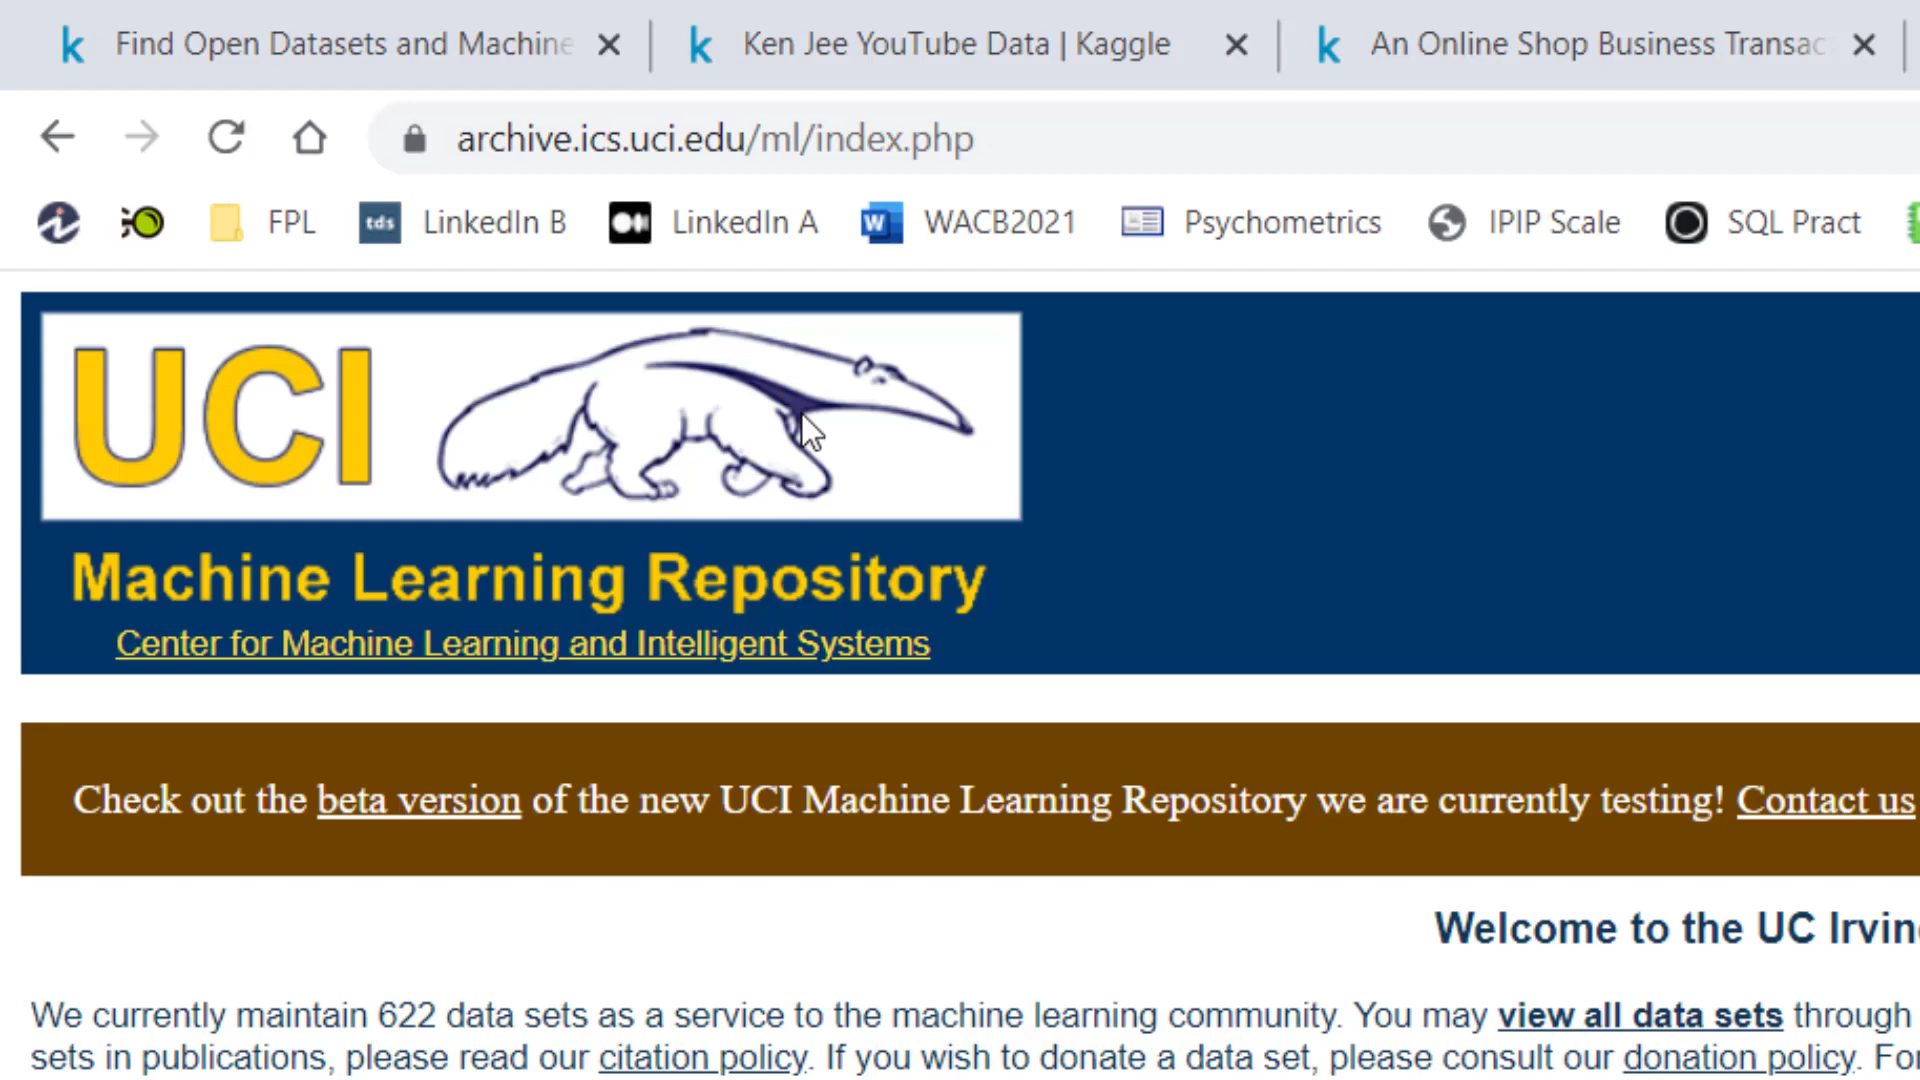 Find Open Datasets and Machine
Ken Jee YouTube Data | Kaggle
An Online Shop Business Transac
archive.ics.uci.edu/ml/index.php
FPL
tds
LinkedIn B
LinkedIn A
W
WACB2021
Psychometrics
IPIP Scale
SQL Pract
UCI
Machine Learning Repository
Center for Machine Learning and Intelligent Systems
Check out the beta version of the new UCI Machine Learning Repository we are currently testing! Contact us
Welcome to the UC Irvin
We currently maintain 622 data sets as a service to the machine learning community. You may view all data sets through
sets in publications, please read our citation policy. If you wish to donate a data set, please consult our donation policy. For